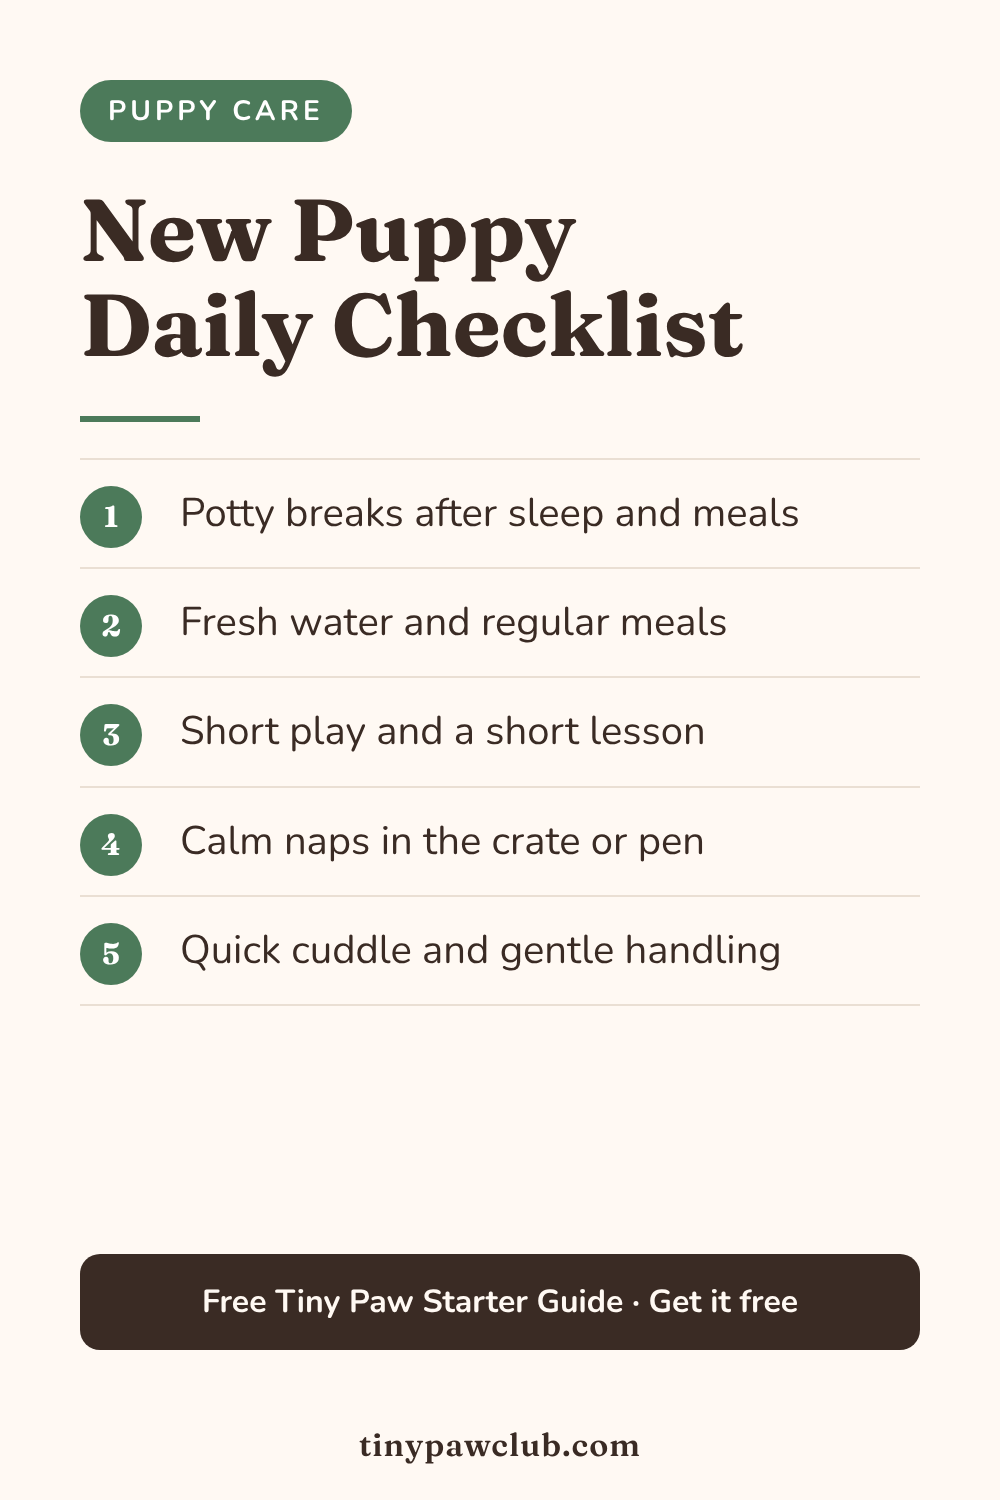 PUPPY CARE
New Puppy
Daily Checklist
1 Potty breaks after sleep and meals
2 Fresh water and regular meals
3 Short play and a short lesson
4 Calm naps in the crate or pen
5 Quick cuddle and gentle handling
Free Tiny Paw Starter Guide · Get it free
tinypawclub.com